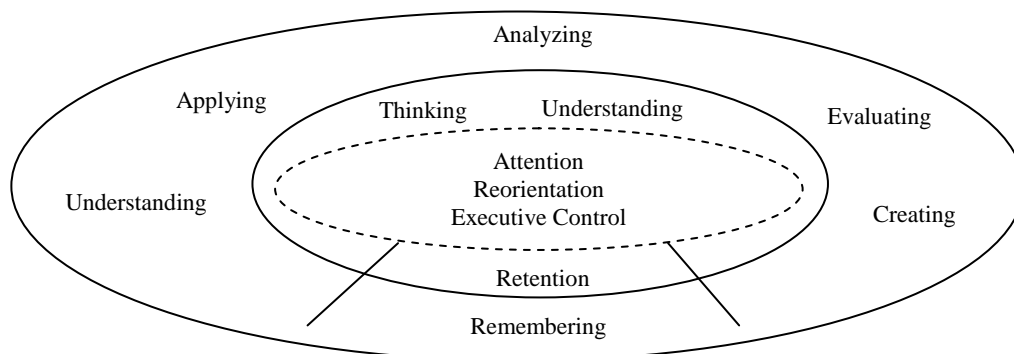 Analyzing
Applying
Thinking
Understanding
Evaluating
Attention
Reorientation
Executive Control
Understanding
Creating
Retention
Remembering